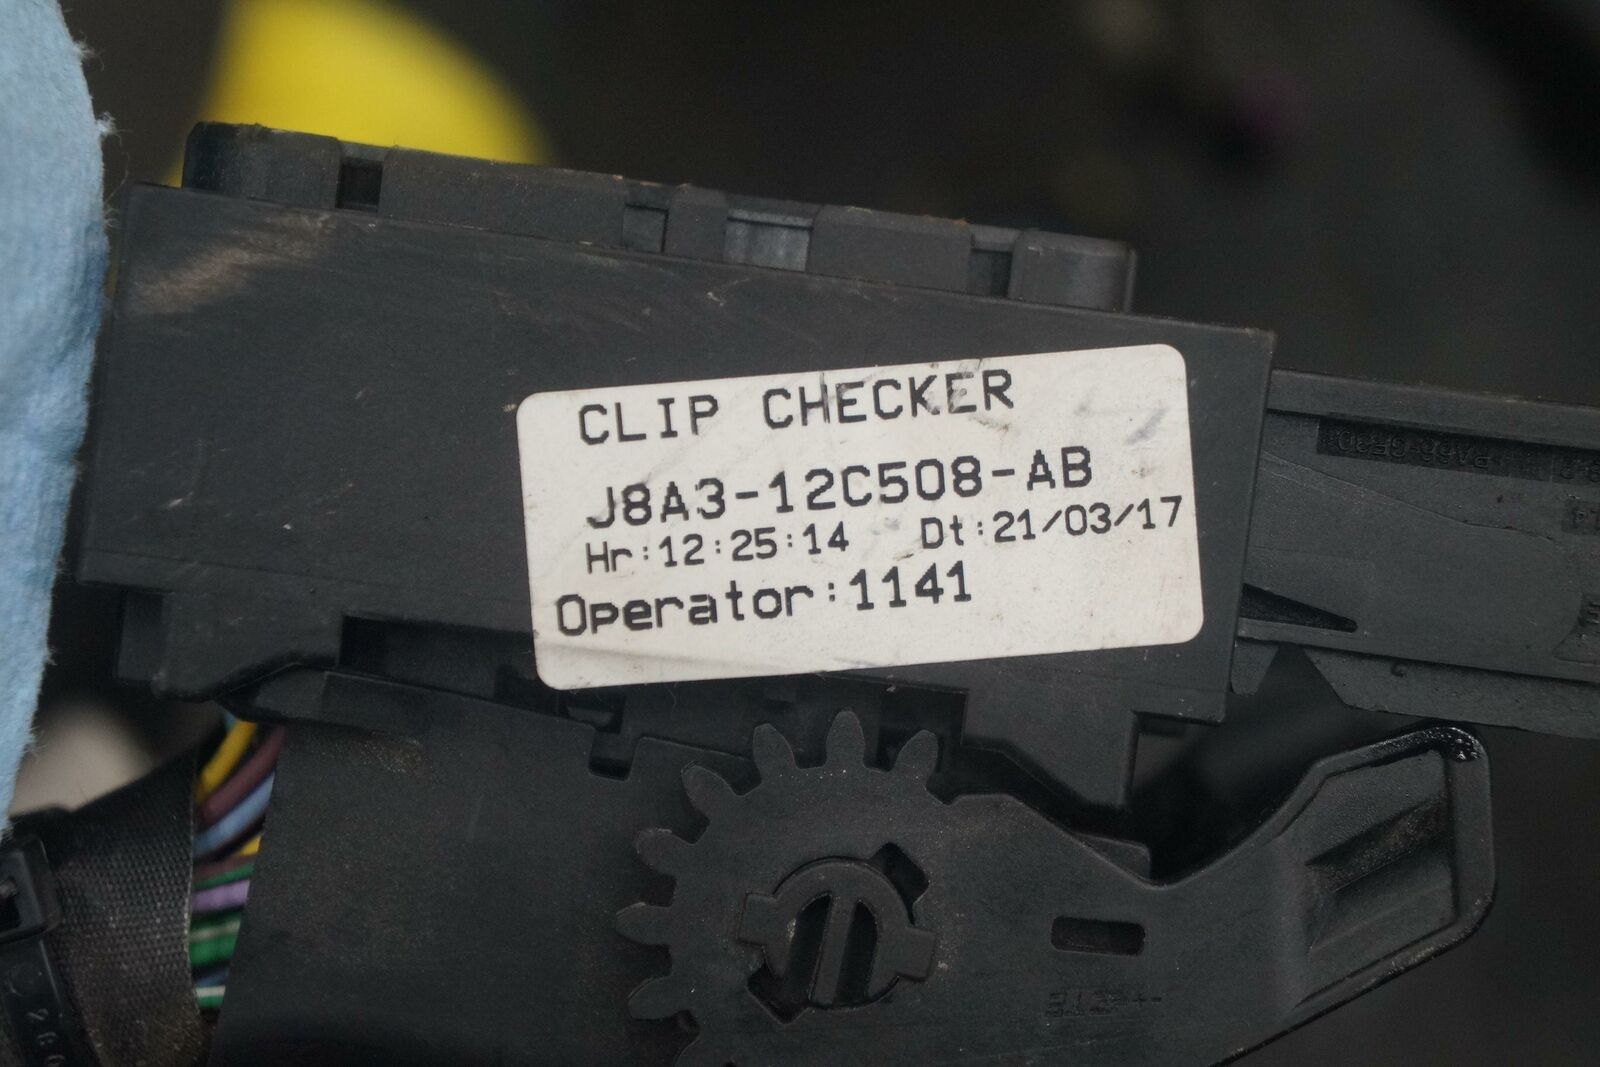 CLIP CHECKER
J8A3-12C508-AB
Hr:12:25:14 Dt:21/03/17
Operator:1141